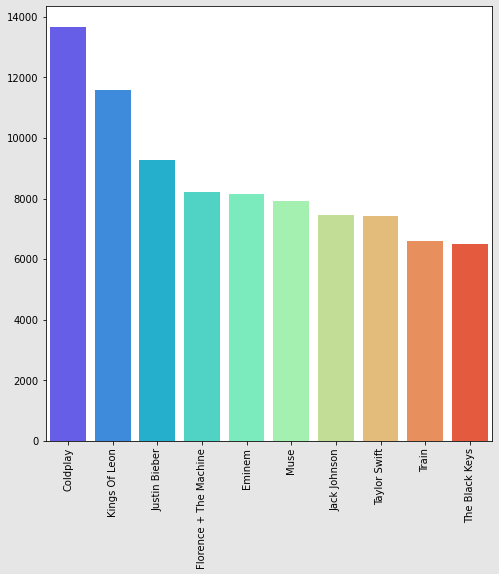 14000
12000
10000
8000
6000
4000
2000
0
Coldplay
Kings Of Leon
Justin Bieber
Florence + The Machine
Eminem
Muse
Jack Johnson
Taylor Swift
Train
The Black Keys